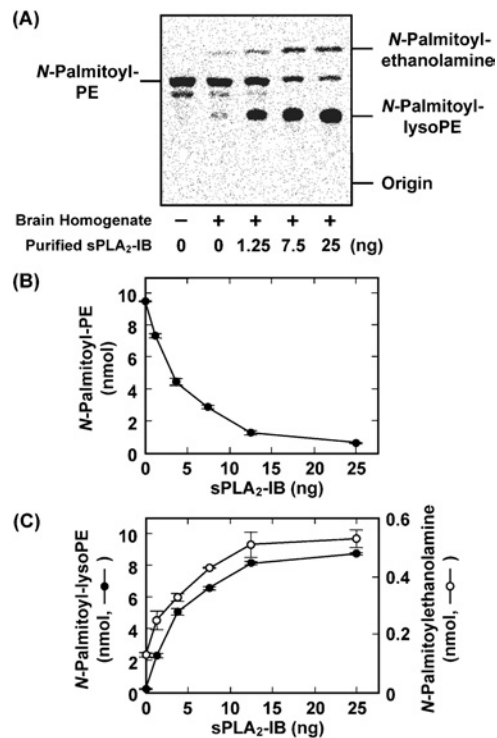 (A)
N-Palmitoyl-
PE
N-Palmitoyl-
ethanolamine
N-Palmitoyl-
lysoPE
Origin
Brain Homogenate − + + + +
Purified sPLA₂-IB 0 0 1.25 7.5 25 (ng)
(B)
N-Palmitoyl-PE
(nmol)
10
8
6
4
2
0
0 5 10 15 20 25
sPLA₂-IB (ng)
(C)
N-Palmitoyl-lysoPE
(nmol, —●—)
10
8
6
4
2
0
0.6
0.4
0.2
0
N-Palmitoylethanolamine
(nmol, —○—)
0 5 10 15 20 25
sPLA₂-IB (ng)